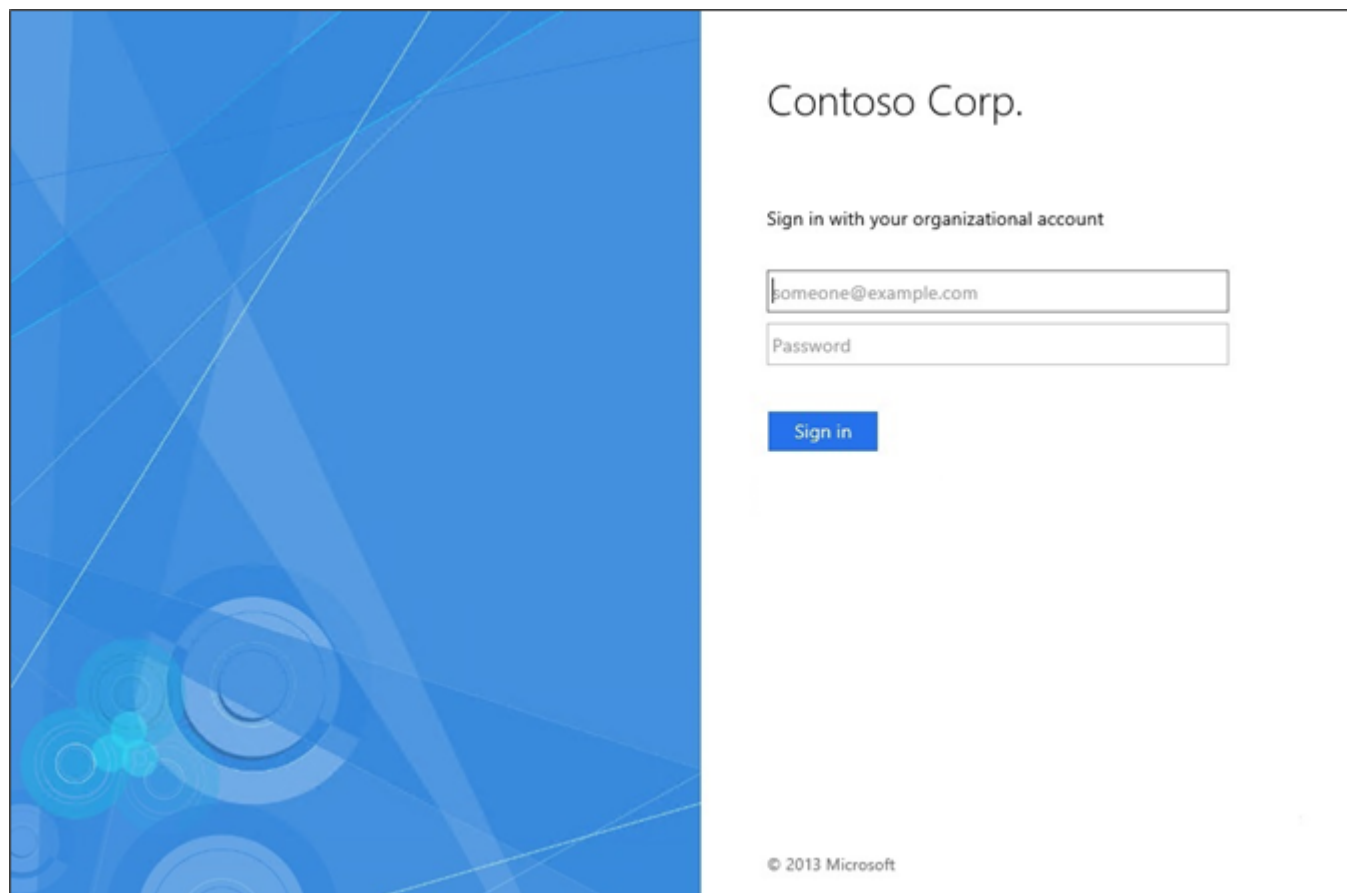 Contoso Corp.
Sign in with your organizational account
someone@example.com
Password
Sign in
© 2013 Microsoft